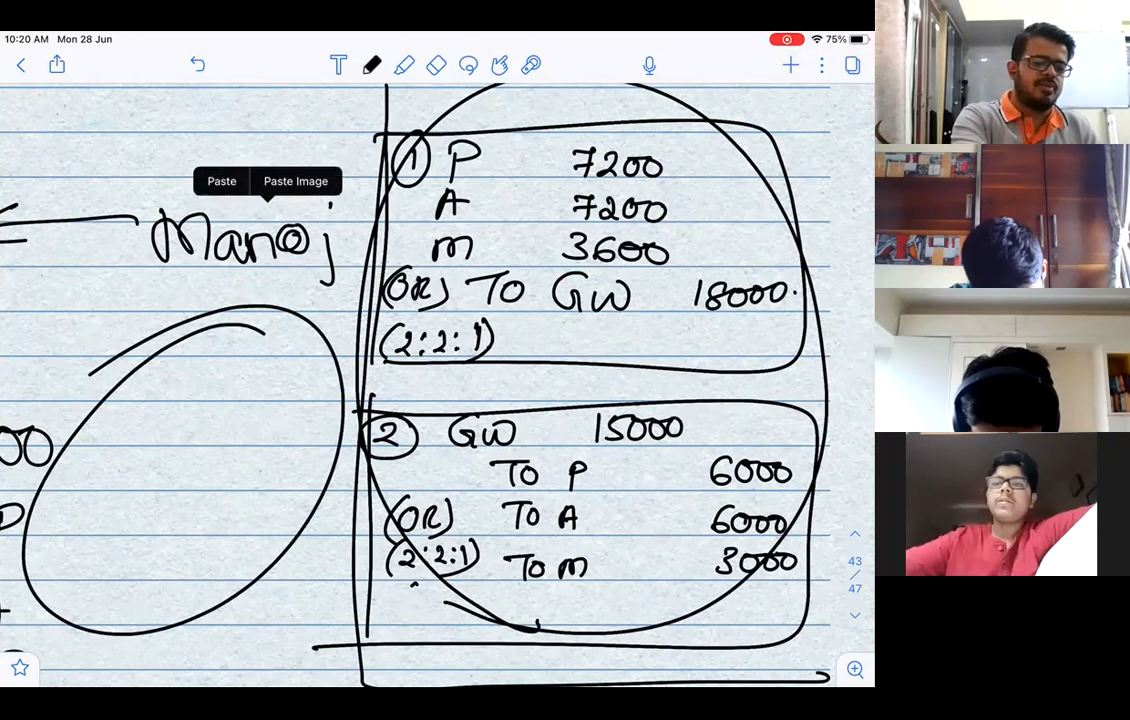 10:20 AM Mon 28 Jun
75%
T
Paste Paste Image
Manoj
1 P 7200
A 7200
m 3600
(OR) To GW 18000.
(2:2:1)
2 GW 15000
To P 6000
(OR) To A 6000
(2:2:1) To m 3000
00
43
/
47